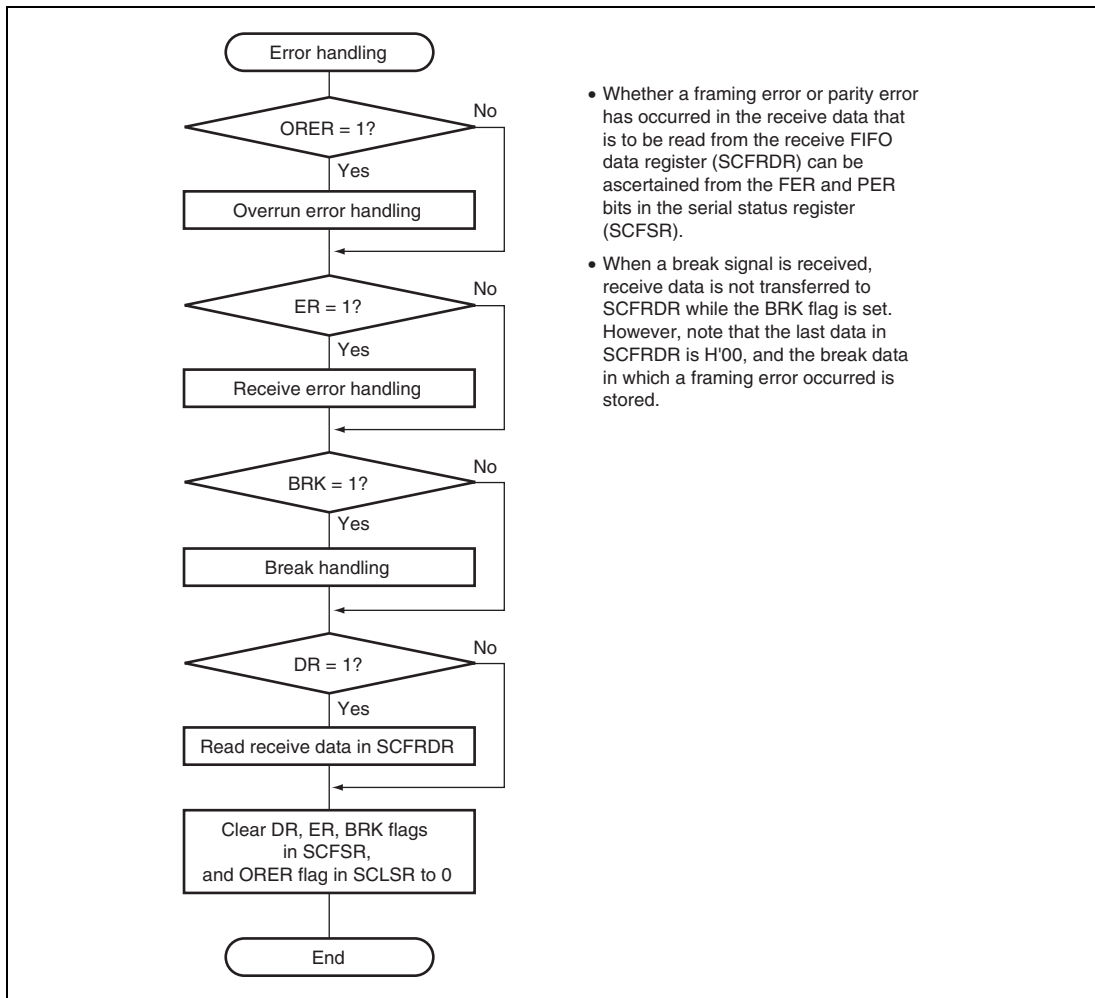 Error handling
ORER = 1?
No
Yes
Overrun error handling
ER = 1?
No
Yes
Receive error handling
BRK = 1?
No
Yes
Break handling
DR = 1?
No
Yes
Read receive data in SCFRDR
Clear DR, ER, BRK flags
in SCFSR,
and ORER flag in SCLSR to 0
End
• Whether a framing error or parity error
has occurred in the receive data that
is to be read from the receive FIFO
data register (SCFRDR) can be
ascertained from the FER and PER
bits in the serial status register
(SCFSR).
• When a break signal is received,
receive data is not transferred to
SCFRDR while the BRK flag is set.
However, note that the last data in
SCFRDR is H'00, and the break data
in which a framing error occurred is
stored.